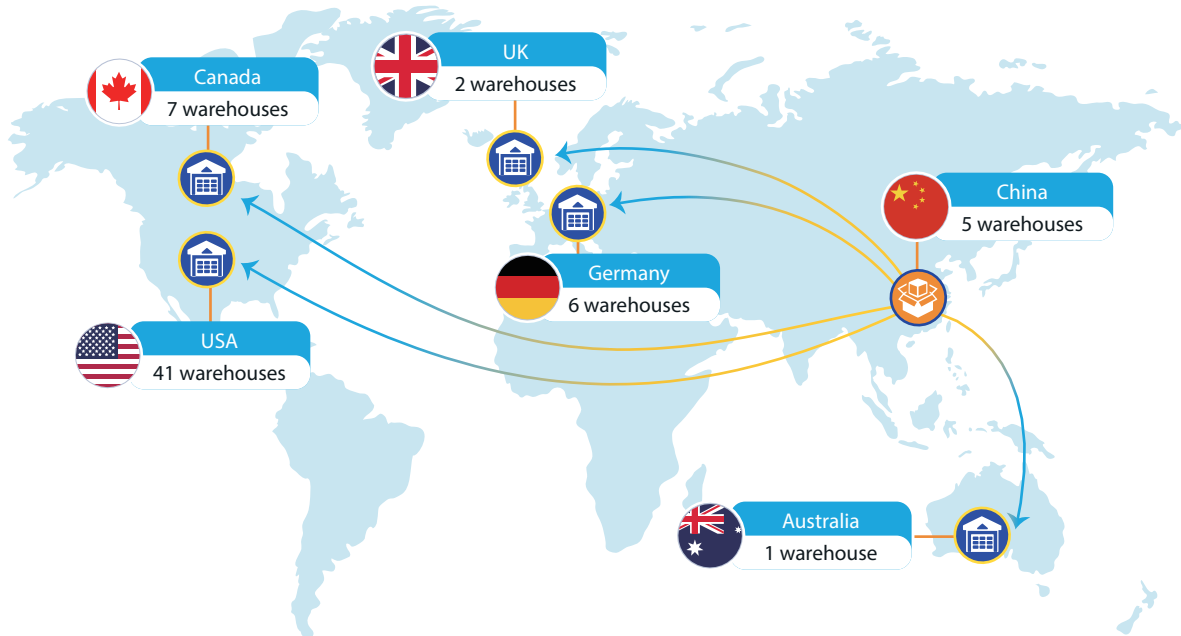 UK
2 warehouses
Canada
7 warehouses
China
5 warehouses
Germany
6 warehouses
USA
41 warehouses
Australia
1 warehouse